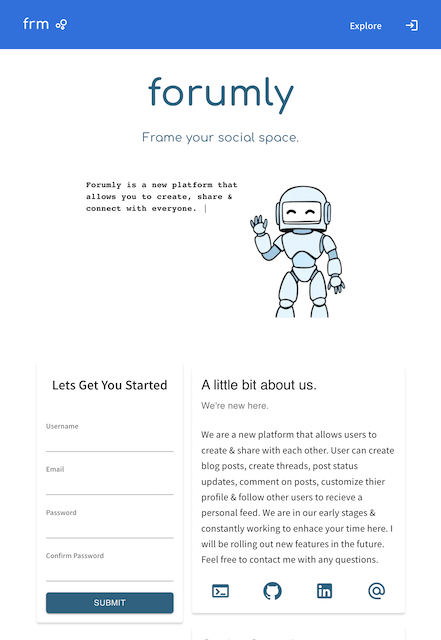 frm
Explore
forumly
Frame your social space.
Forumly is a new platform that
allows you to create, share &
connect with everyone. |
Lets Get You Started
Username
Email
Password
Confirm Password
SUBMIT
A little bit about us.
We're new here.
We are a new platform that allows users to
create & share with each other. User can create
blog posts, create threads, post status
updates, comment on posts, customize thier
profile & follow other users to recieve a
personal feed. We are in our early stages &
constantly working to enhace your time here. I
will be rolling out new features in the future.
Feel free to contact me with any questions.